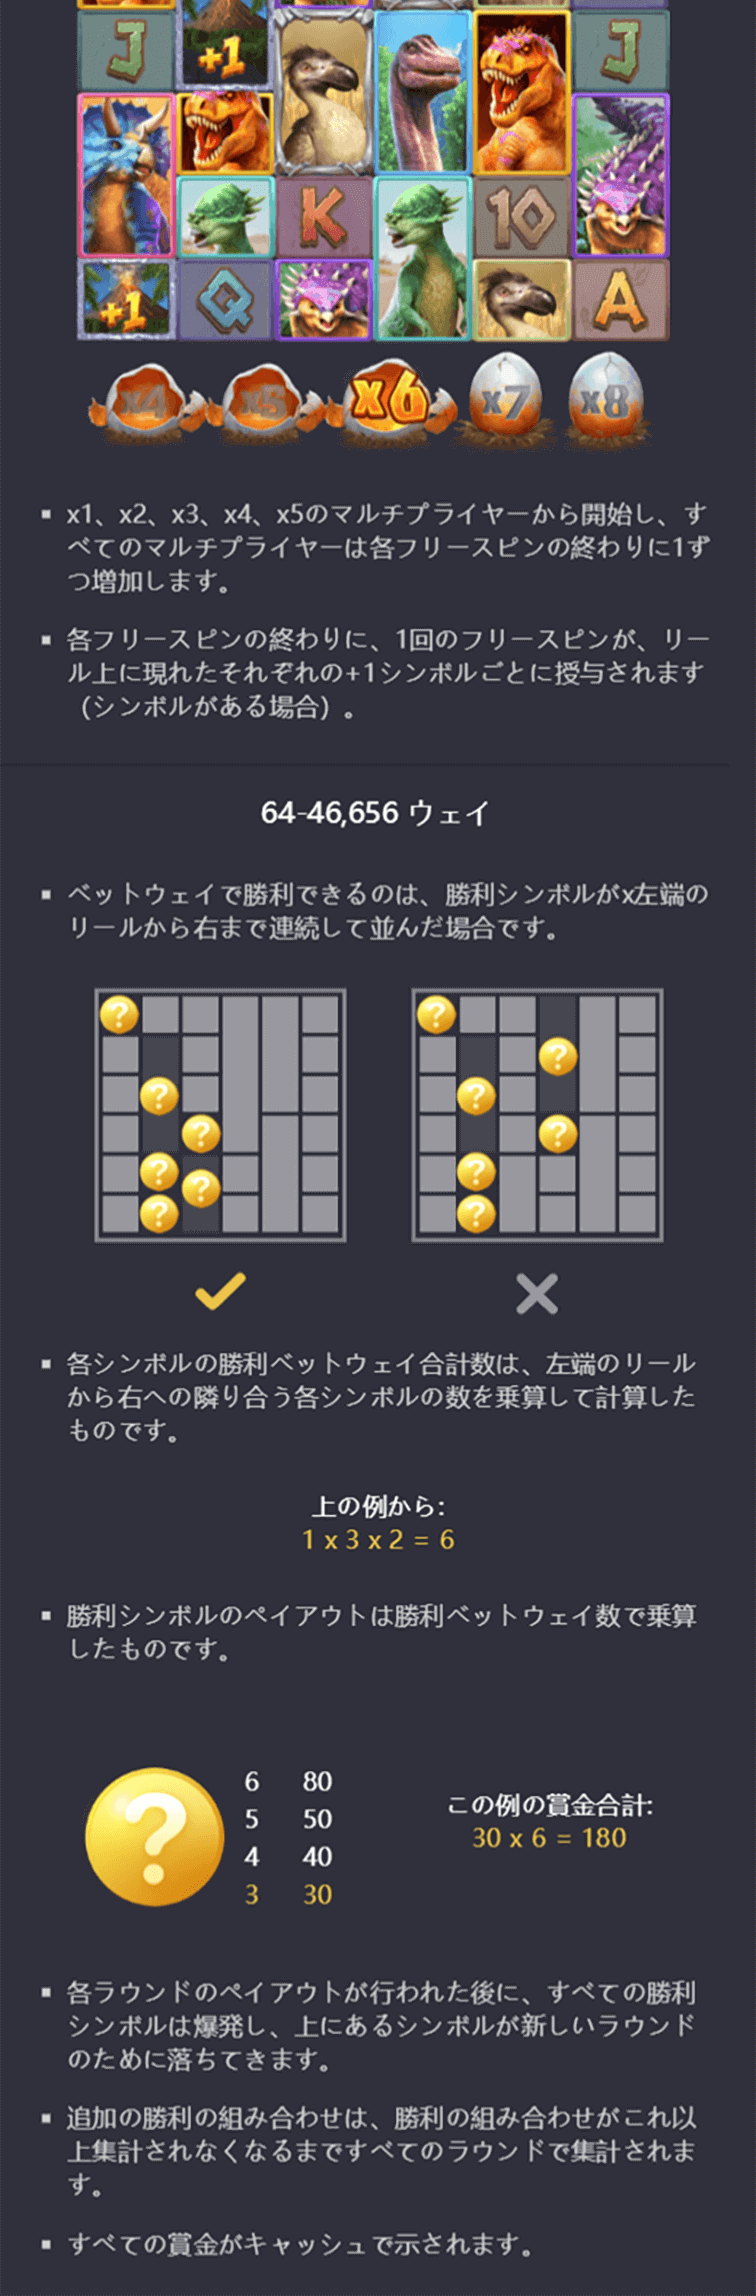 J
+1
J
K
10
+1
Q
A
x4 x5 x6 x7 x8
▪ x1、x2、x3、x4、x5のマルチプライヤーから開始し、す
べてのマルチプライヤーは各フリースピンの終わりに1ず
つ増加します。
▪ 各フリースピンの終わりに、1回のフリースピンが、リー
ル上に現れたそれぞれの+1シンボルごとに授与されます
(シンボルがある場合）。
64-46,656 ウェイ
▪ ベットウェイで勝利できるのは、勝利シンボルがx左端の
リールから右まで連続して並んだ場合です。
? ?
? ?
? ?
? ?
? ?
? ?
▪ 各シンボルの勝利ベットウェイ合計数は、左端のリール
から右への隣り合う各シンボルの数を乗算して計算した
ものです。
上の例から:
1 x 3 x 2 = 6
▪ 勝利シンボルのペイアウトは勝利ベットウェイ数で乗算
したものです。
?
6 80
5 50
4 40
3 30
この例の賞金合計:
30 x 6 = 180
▪ 各ラウンドのペイアウトが行われた後に、すべての勝利
シンボルは爆発し、上にあるシンボルが新しいラウンド
のために落ちてきます。
▪ 追加の勝利の組み合わせは、勝利の組み合わせがこれ以
上集計されなくなるまですべてのラウンドで集計されま
す。
▪ すべての賞金がキャッシュで示されます。